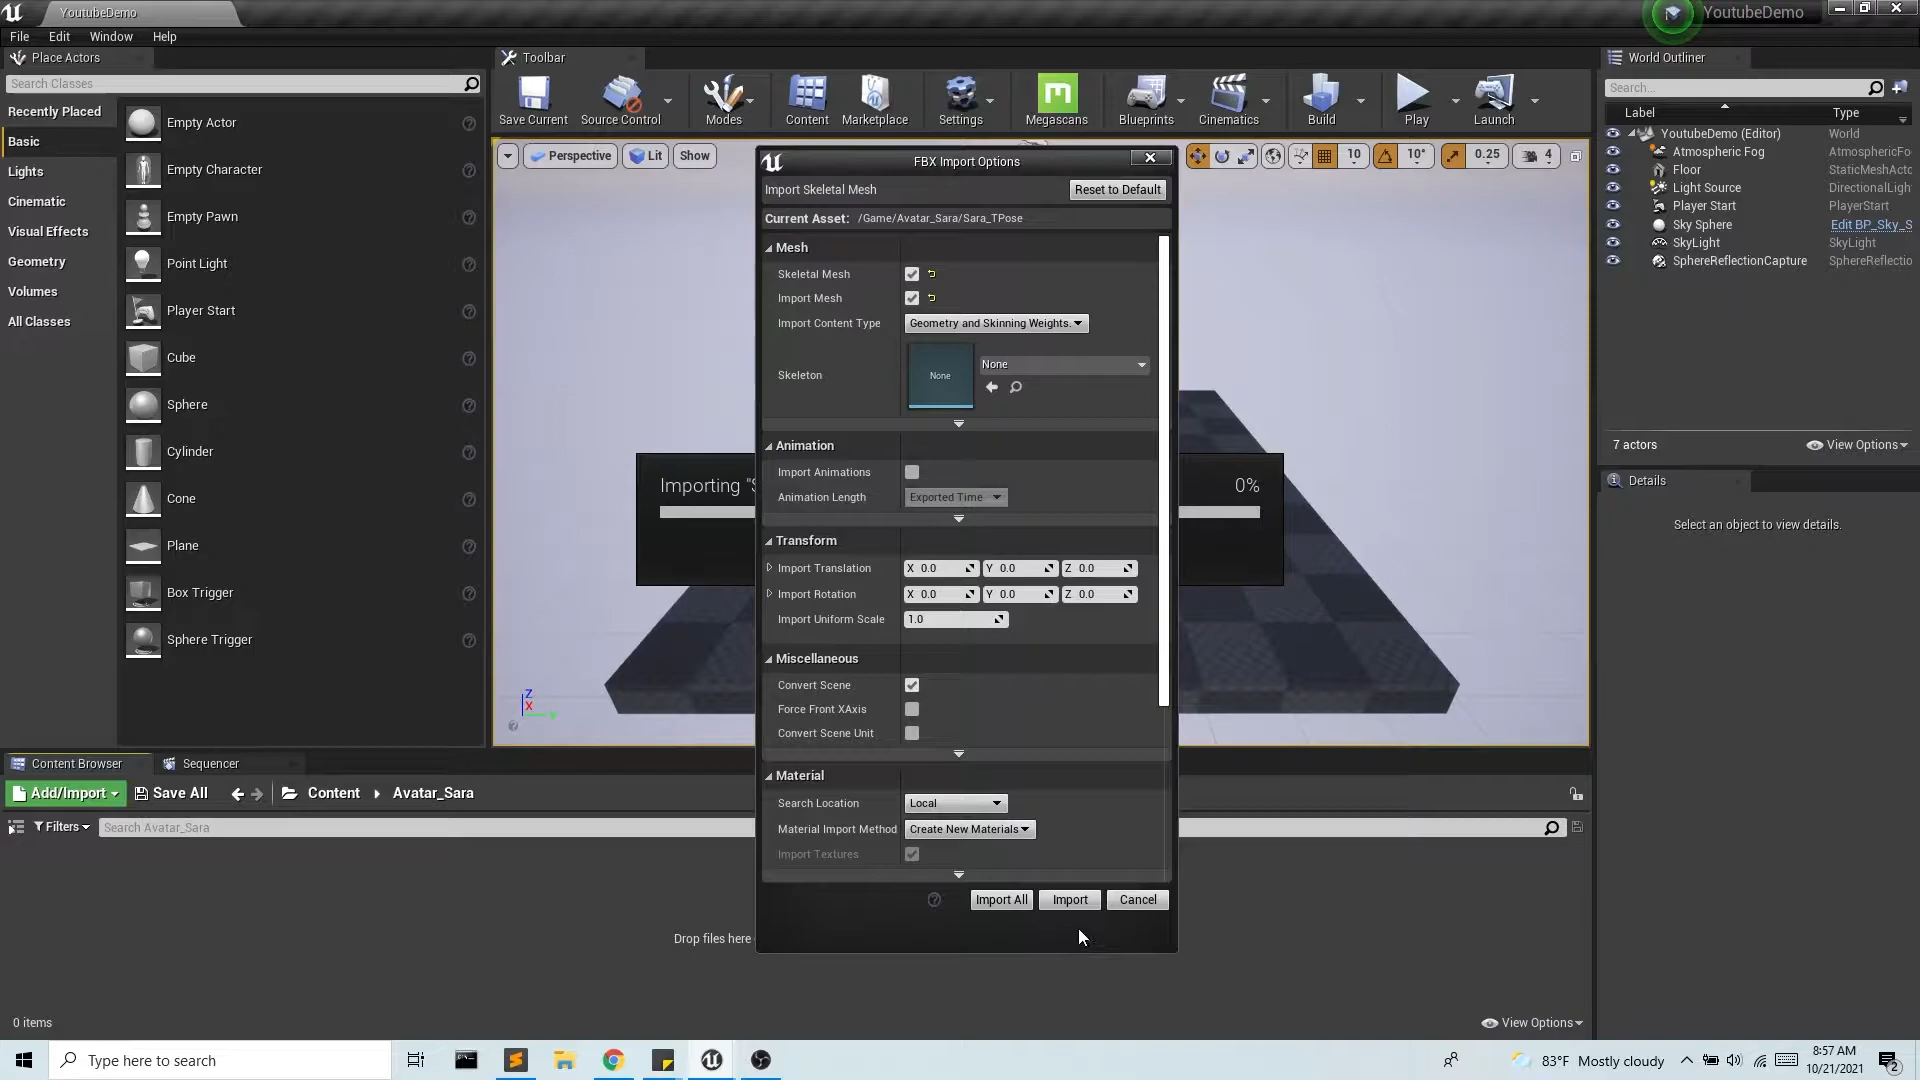 YoutubeDemo
YoutubeDemo
File Edit Window Help
Place Actors
Search Classes
Recently Placed
Basic
Lights
Cinematic
Visual Effects
Geometry
Volumes
All Classes
Empty Actor
Empty Character
Empty Pawn
Point Light
Player Start
Cube
Sphere
Cylinder
Cone
Plane
Box Trigger
Sphere Trigger
Toolbar
Save Current Source Control Modes Content Marketplace Settings Megascans Blueprints Cinematics Build Play Launch
Perspective Lit Show
10 10° 0.25 4
Importing "S
0%
Z
X
Y
FBX Import Options
Import Skeletal Mesh
Reset to Default
Current Asset: /Game/Avatar_Sara/Sara_TPose
Mesh
Skeletal Mesh
Import Mesh
Import Content Type Geometry and Skinning Weights.
Skeleton None None
Animation
Import Animations
Animation Length Exported Time
Transform
Import Translation X 0.0 Y 0.0 Z 0.0
Import Rotation X 0.0 Y 0.0 Z 0.0
Import Uniform Scale 1.0
Miscellaneous
Convert Scene
Force Front XAxis
Convert Scene Unit
Material
Search Location Local
Material Import Method Create New Materials
Import Textures
Import All Import Cancel
World Outliner
Search...
Label Type
YoutubeDemo (Editor) World
Atmospheric Fog AtmosphericFo
Floor StaticMeshActo
Light Source DirectionalLigh
Player Start PlayerStart
Sky Sphere Edit BP_Sky_S
SkyLight SkyLight
SphereReflectionCapture SphereReflectio
7 actors View Options
Details
Select an object to view details.
Content Browser Sequencer
Add/Import Save All Content Avatar_Sara
Filters Search Avatar_Sara
Drop files here
0 items View Options
Type here to search
83°F Mostly cloudy
8:57 AM
10/21/2021
2